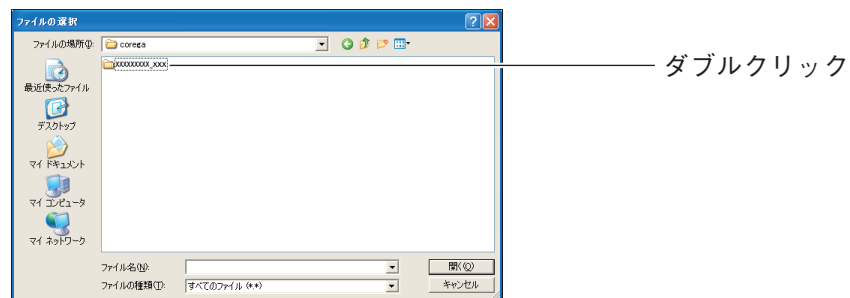 ファイルの選択
ファイルの場所(I):
corega
xxxxxxxxx_xxx
ダブルクリック
最近使ったファイル
デスクトップ
マイ ドキュメント
マイ コンピュータ
マイ ネットワーク
ファイル名(N):
開く(O)
ファイルの種類(T):
すべてのファイル (*.*)
キャンセル